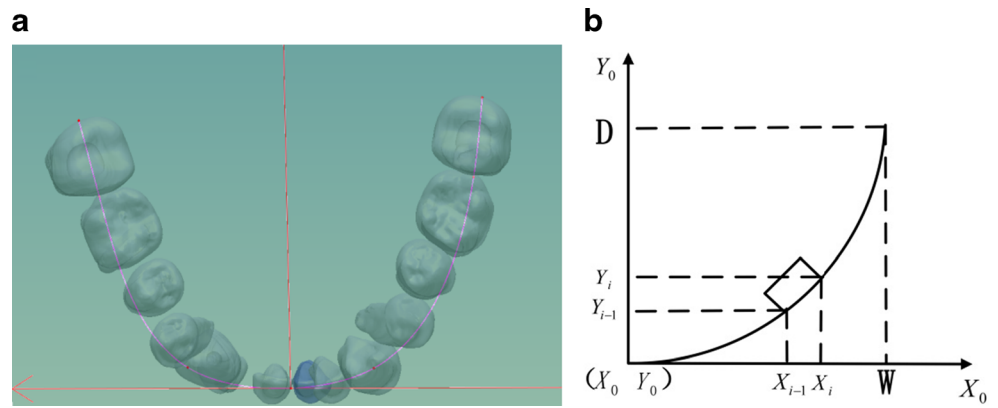 a
b
Y₀
D
Yᵢ
Yᵢ₋₁
(X₀ Y₀)
Xᵢ₋₁ Xᵢ
W
X₀